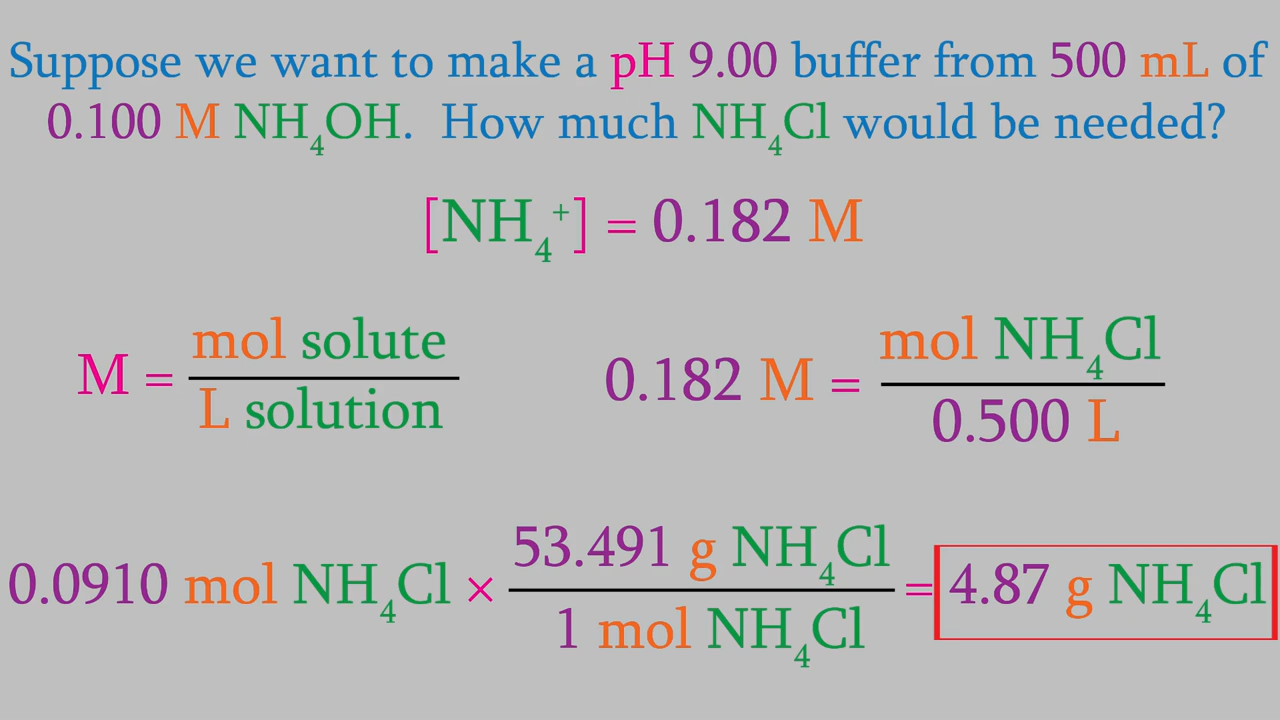 Suppose we want to make a pH 9.00 buffer from 500 mL of
0.100 M NH₄OH. How much NH₄Cl would be needed?
[NH₄⁺] = 0.182 M
M = mol solute / L solution
0.182 M = mol NH₄Cl / 0.500 L
0.0910 mol NH₄Cl × 53.491 g NH₄Cl / 1 mol NH₄Cl = 4.87 g NH₄Cl